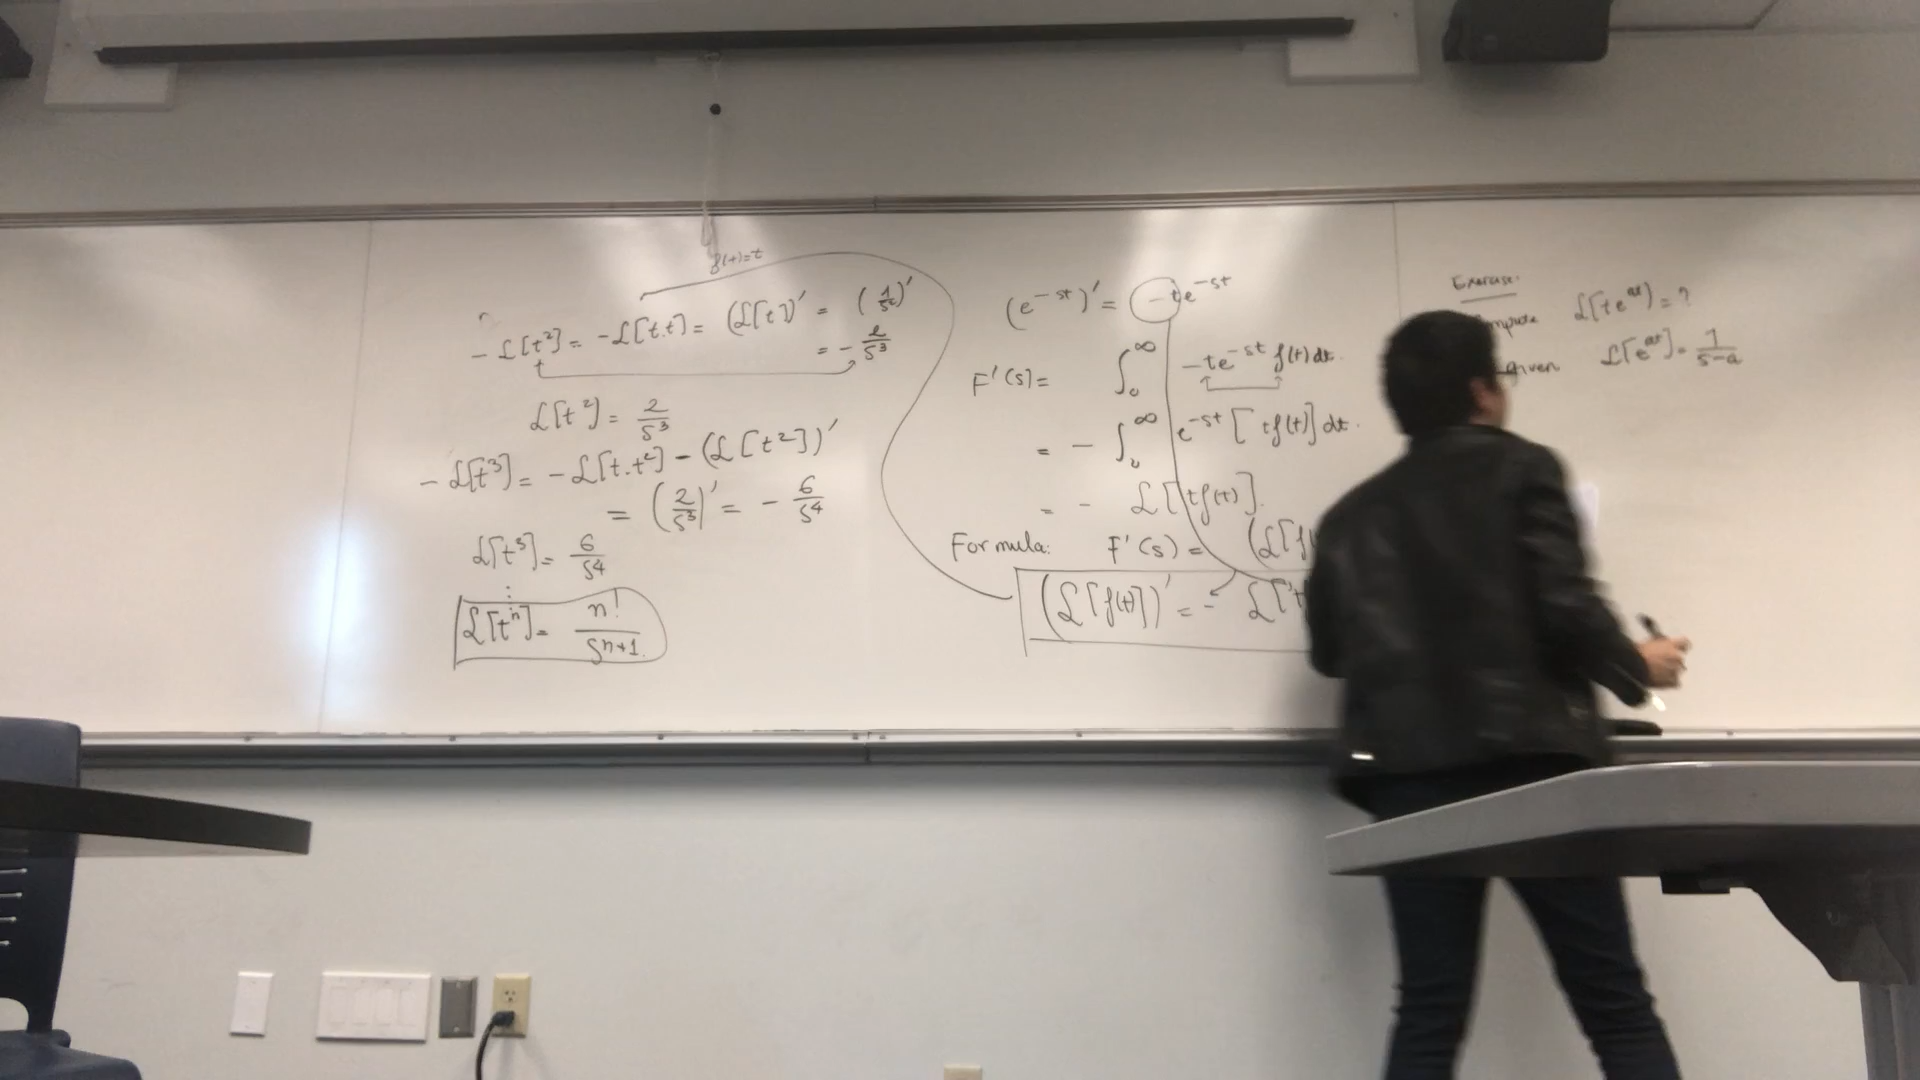 f(t)=t
-ℒ[t²] = -ℒ[t.t] = (ℒ[t])' = (1/s²)'
= - 2/s³
ℒ[t²] = 2/s³
-ℒ[t³] = -ℒ[t.t²] - (ℒ[t²])'
= (2/s³)' = - 6/s⁴
ℒ[t³] = 6/s⁴
⋮
ℒ[tⁿ] = n!/sⁿ⁺¹
(e^-st)' = -te^-st
F'(s) = ∫₀^∞ -te^-st f(t)dt.
= - ∫₀^∞ e^-st [tf(t)]dt.
= - ℒ[tf(t)].
Formula: F'(s) = (ℒ[f
(ℒ[f(t)])' = - ℒ[t
Exercise:
ℒ[te^at] = ?
given ℒ[e^at] = 1/s-a